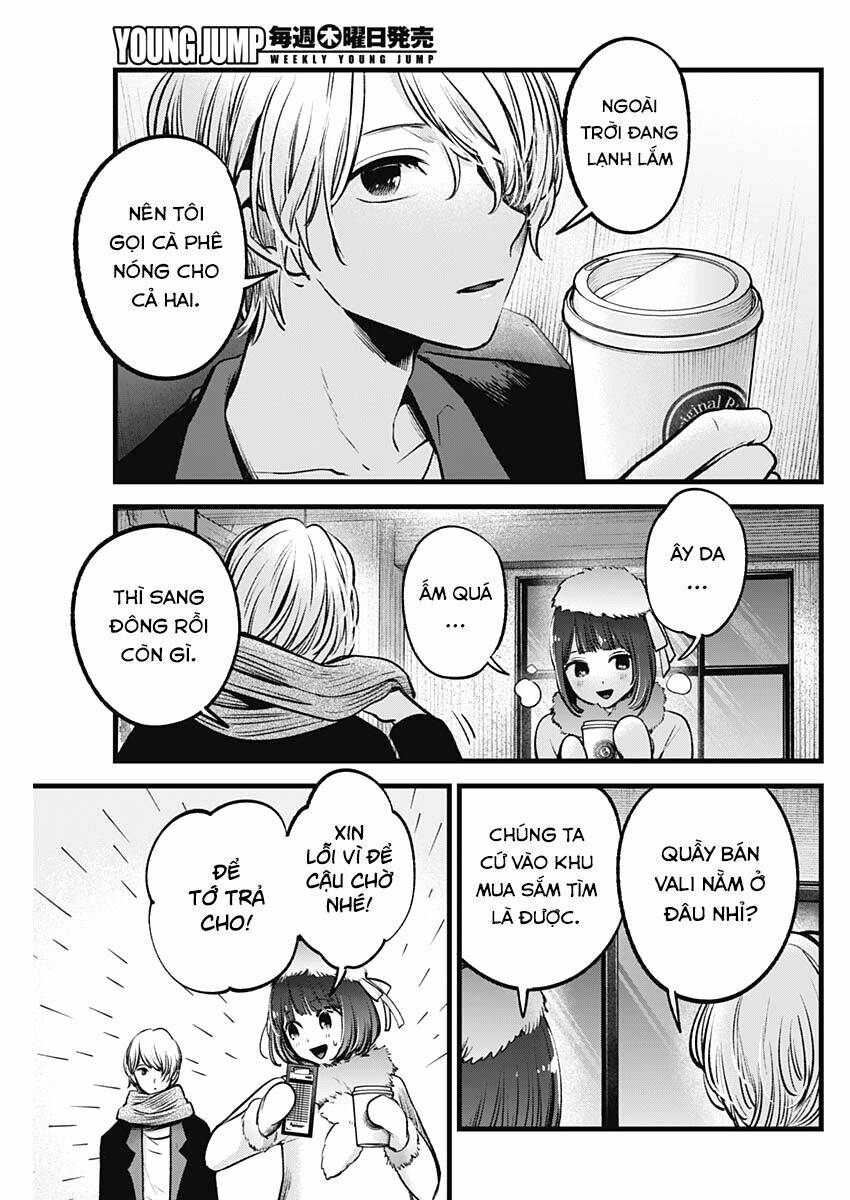 YOUNG JUMP 毎週木曜日発売
WEEKLY YOUNG JUMP
NGOÀI
TRỜI ĐANG
LẠNH LẮM
NÊN TÔI
GỌI CÀ PHÊ
NÓNG CHO
CẢ HAI.
ÂY DA
...
ẤM QUÁ
...
THÌ SANG
ĐÔNG RỒI
CÒN GÌ.
QUẦY BÁN
VALI NẰM Ở
ĐÂU NHỈ?
CHÚNG TA
CỨ VÀO KHU
MUA SẮM TÌM
LÀ ĐƯỢC.
XIN
LỖI VÌ ĐỂ
CẬU CHỜ
NHÉ!
ĐỂ
TỚ TRẢ
CHO!